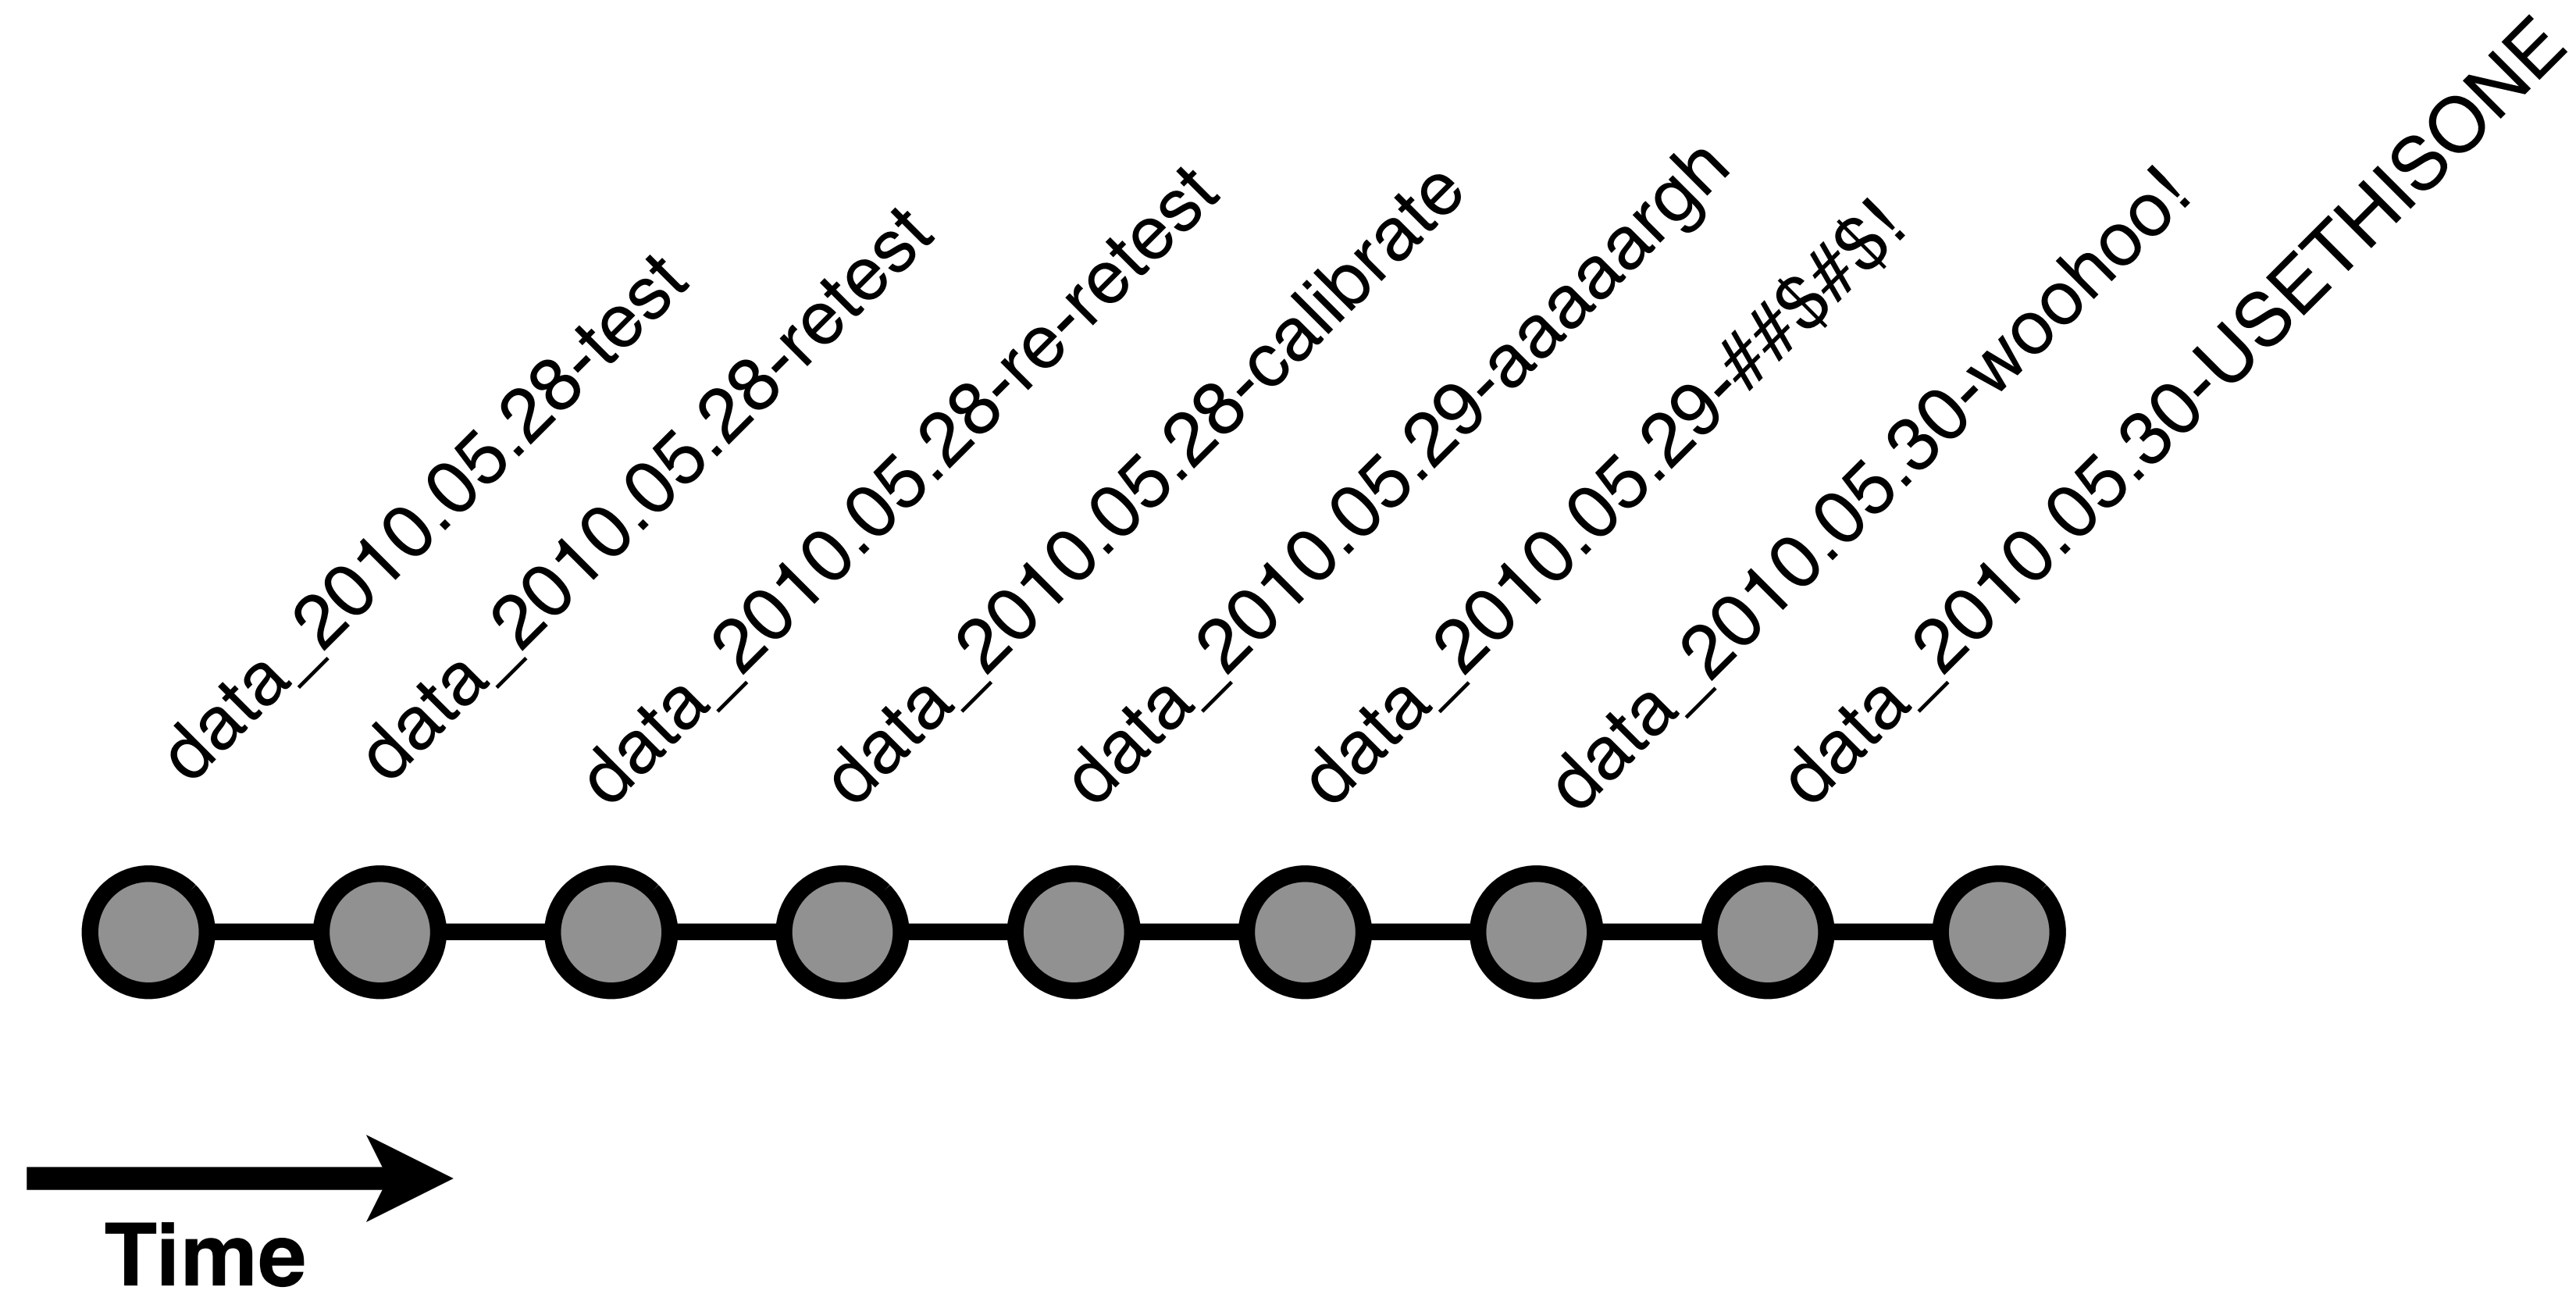 data_2010.05.28-test
data_2010.05.28-retest
data_2010.05.28-re-retest
data_2010.05.28-calibrate
data_2010.05.29-aaaaargh
data_2010.05.29-##$#$!
data_2010.05.30-woohoo!
data_2010.05.30-USETHISONE
Time